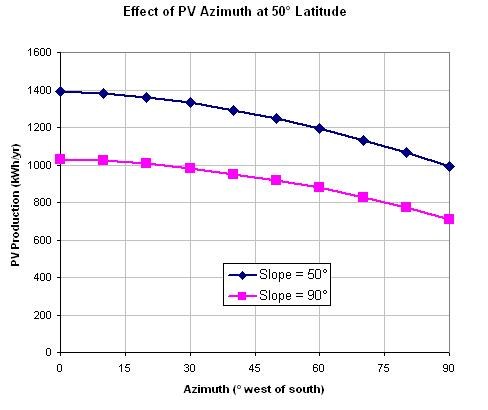 Effect of PV Azimuth at 50° Latitude
1600
1400
1200
1000
800
600
400
200
0
PV Production (kWh/yr)
Slope = 50°
Slope = 90°
0 15 30 45 60 75 90
Azimuth (° west of south)